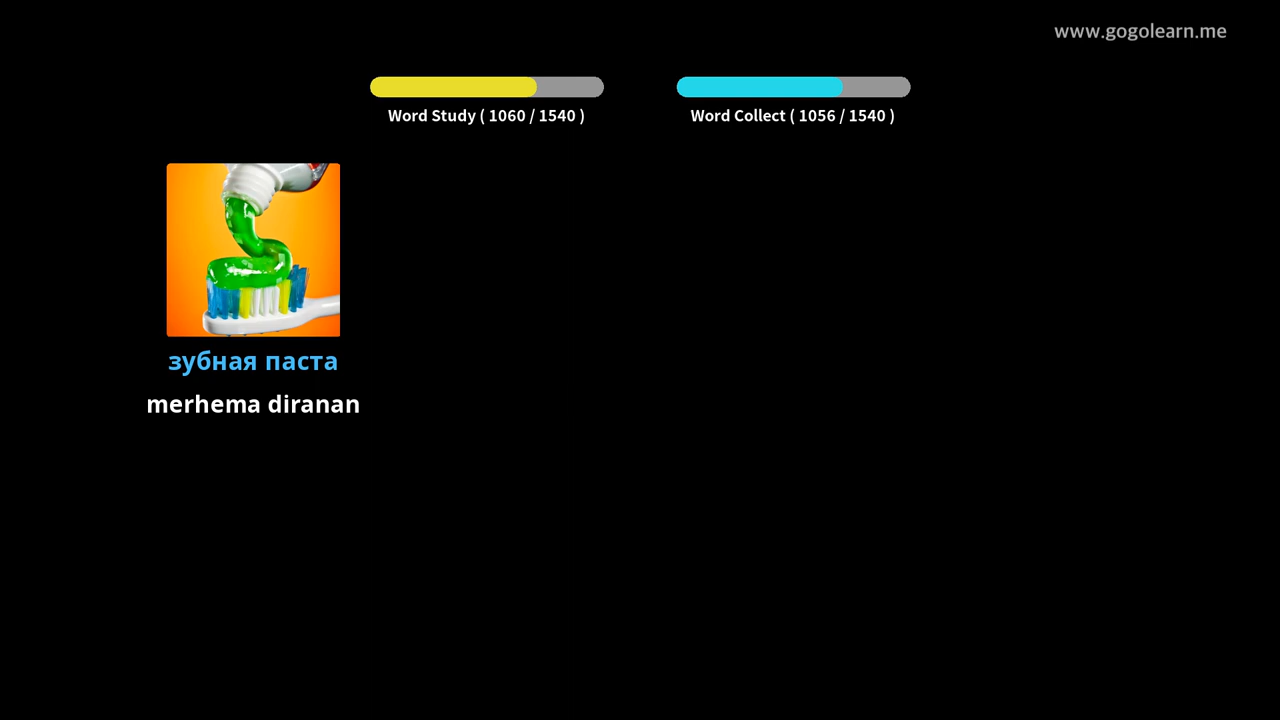 www.gogolearn.me
Word Study ( 1060 / 1540 )
Word Collect ( 1056 / 1540 )
зубная паста
merhema diranan